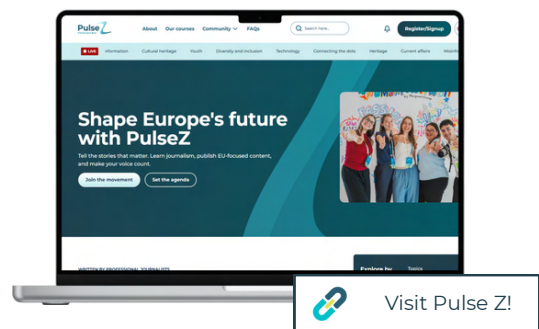 Pulse Z
About Our courses Community FAQs
Search here...
Register/Signup
LIVE Information Cultural heritage Youth Diversity and inclusion Technology Connecting the dots Heritage Current affairs
Shape Europe's future
with PulseZ
Tell the stories that matter. Learn journalism, publish EU-focused content,
and make your voice count.
Join the movement Set the agenda
WRITTEN BY PROFESSIONAL JOURNALISTS
Explore by Topics
Visit Pulse Z!